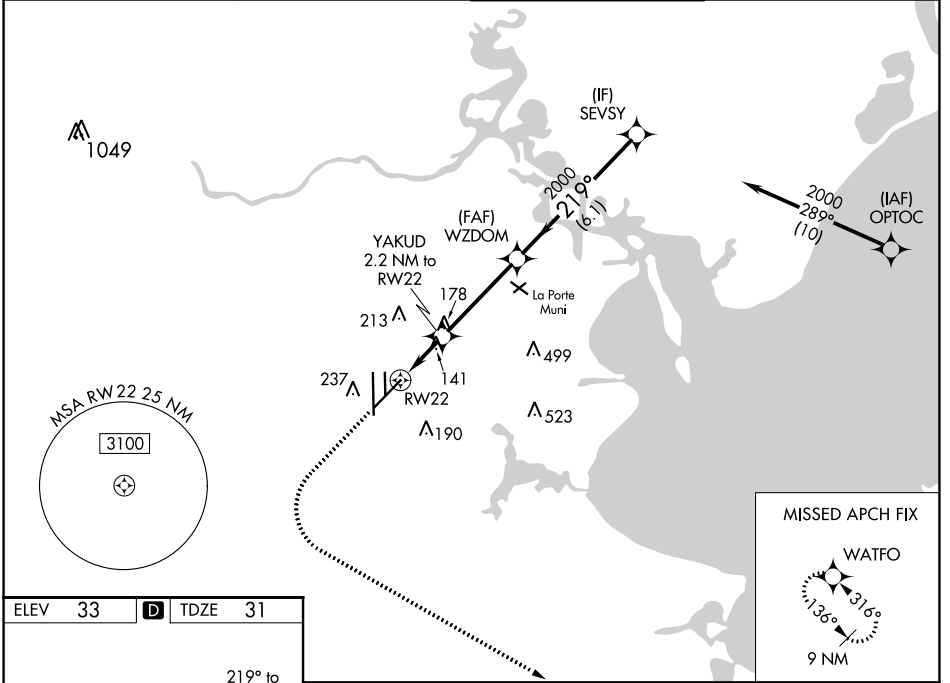 1049
(IF)
SEVSY
2000
219°
(6.1)
2000
289°
(10)
(IAF)
OPTOC
(FAF)
WZDOM
YAKUD
2.2 NM to
RW22
La Porte
Muni
178
213
499
141
237
RW22
523
190
MSA RW 22 25 NM
3100
MISSED APCH FIX
WATFO
136°
316°
9 NM
ELEV 33 D TDZE 31
219° to